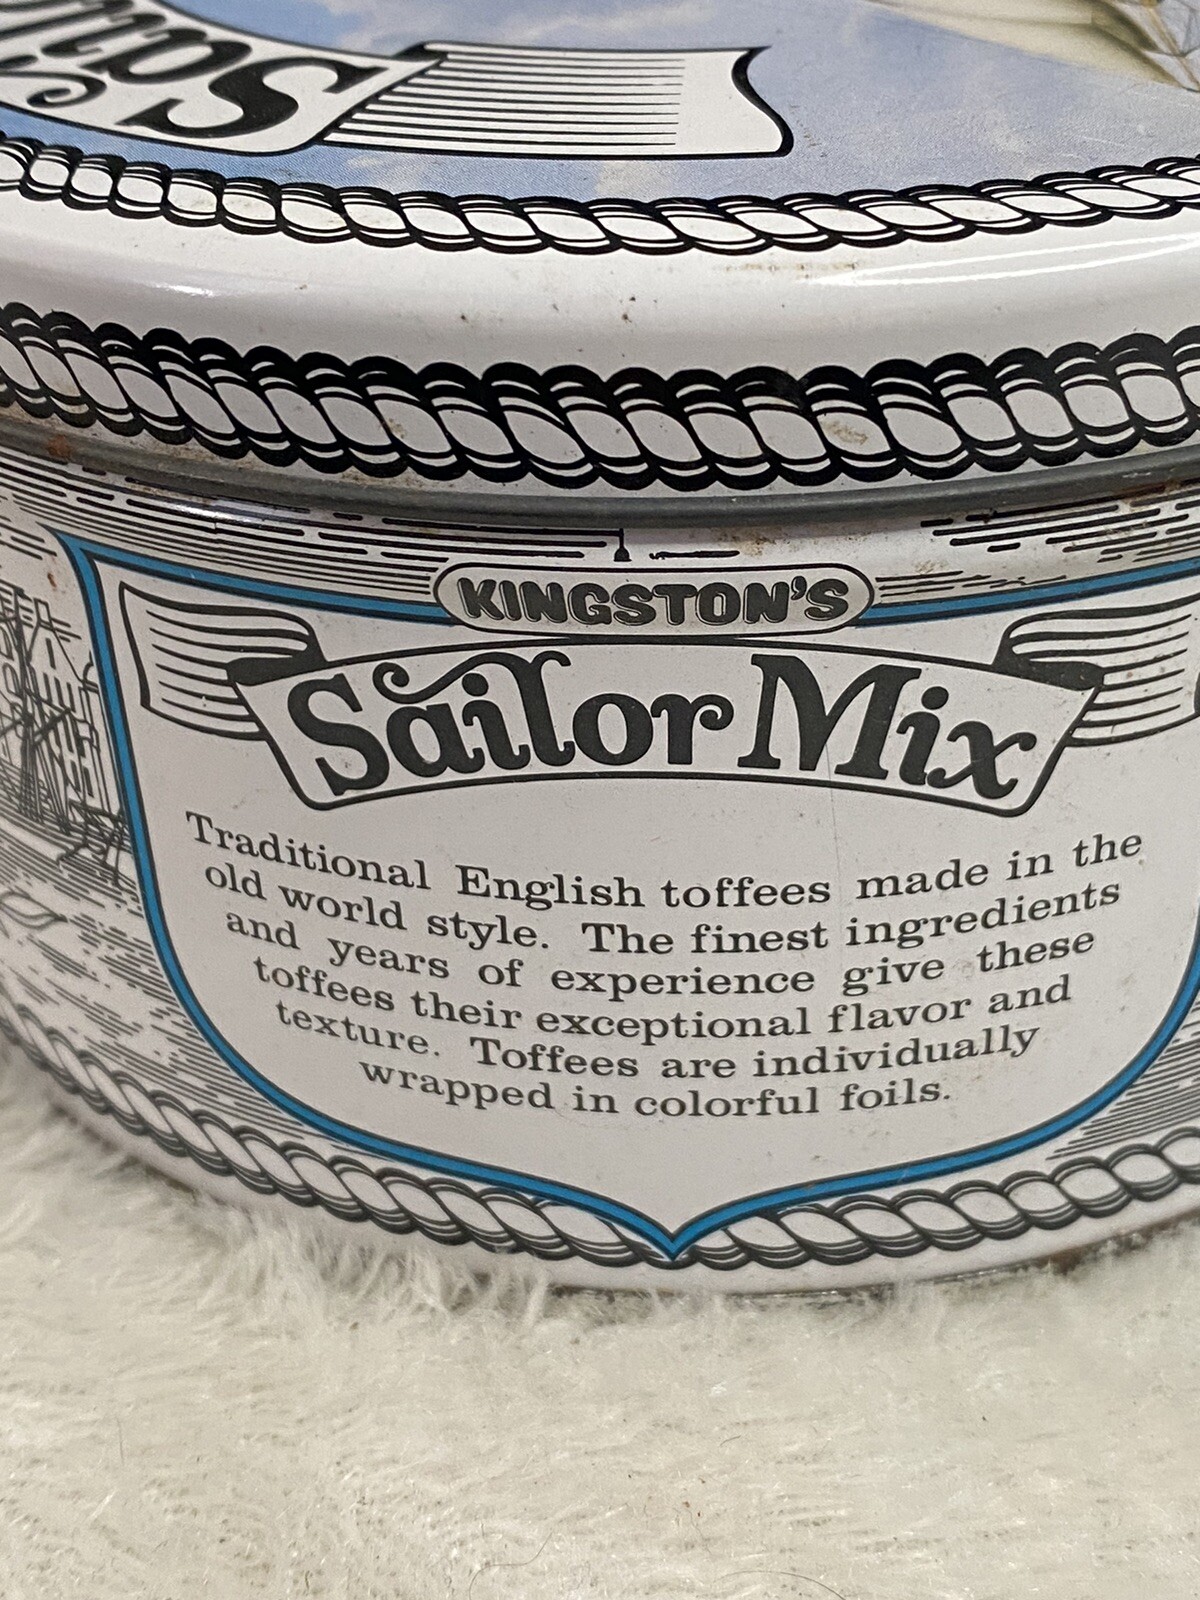 KINGSTON'S
Sailor Mix
Traditional English toffees made in the
old world style. The finest ingredients
and years of experience give these
toffees their exceptional flavor and
texture. Toffees are individually
wrapped in colorful foils.